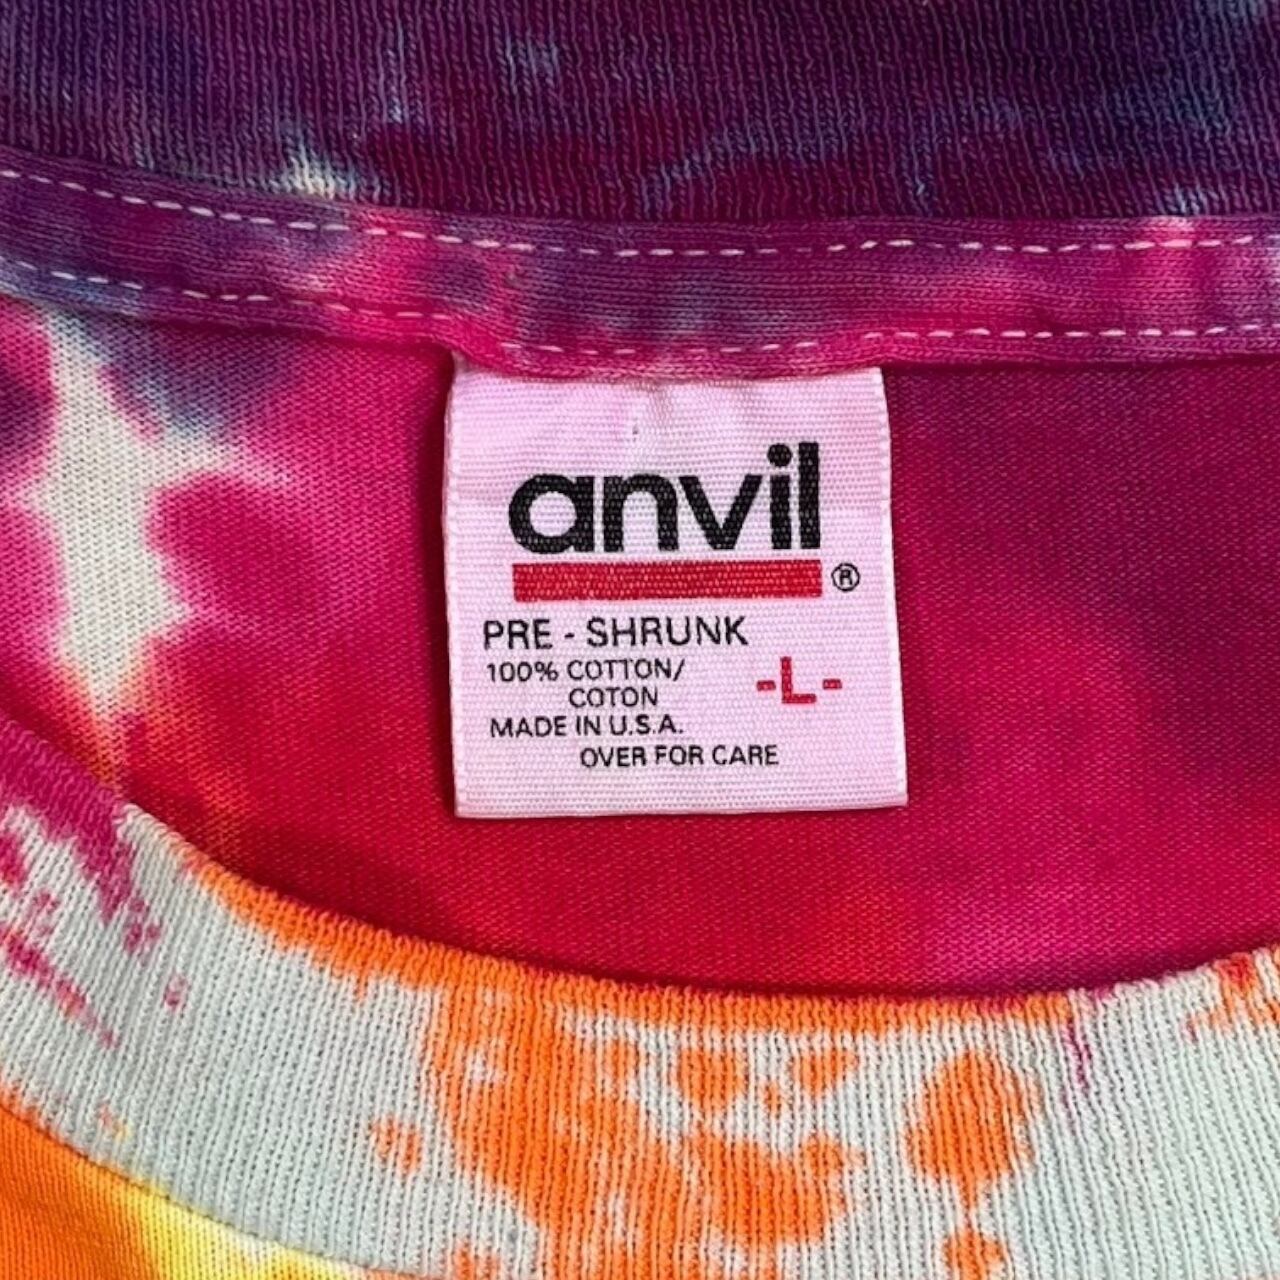 anvil
®
PRE - SHRUNK
100% COTTON/
COTON
-L-
MADE IN U.S.A.
OVER FOR CARE